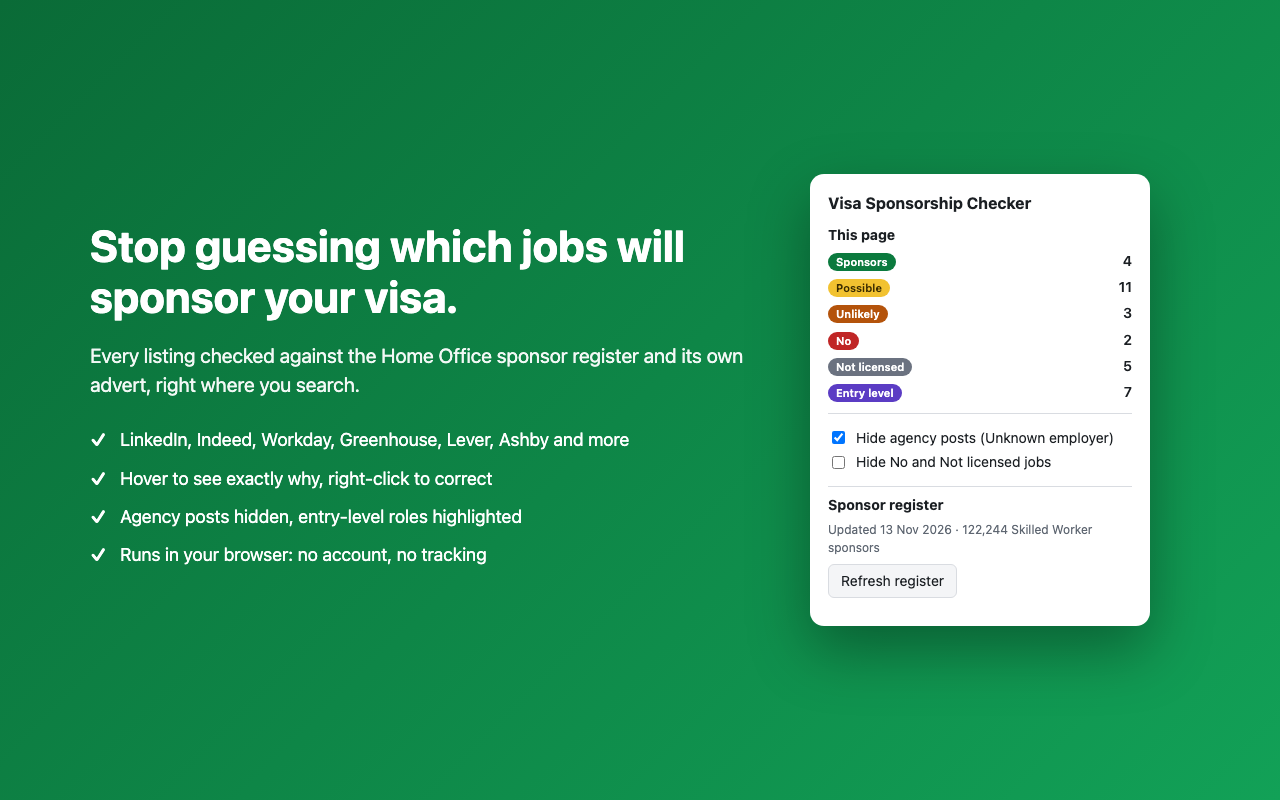 Stop guessing which jobs will
sponsor your visa.
Every listing checked against the Home Office sponsor register and its own
advert, right where you search.
LinkedIn, Indeed, Workday, Greenhouse, Lever, Ashby and more
Hover to see exactly why, right-click to correct
Agency posts hidden, entry-level roles highlighted
Runs in your browser: no account, no tracking
Visa Sponsorship Checker
This page
Sponsors 4
Possible 11
Unlikely 3
No 2
Not licensed 5
Entry level 7
Hide agency posts (Unknown employer)
Hide No and Not licensed jobs
Sponsor register
Updated 13 Nov 2026 · 122,244 Skilled Worker
sponsors
Refresh register